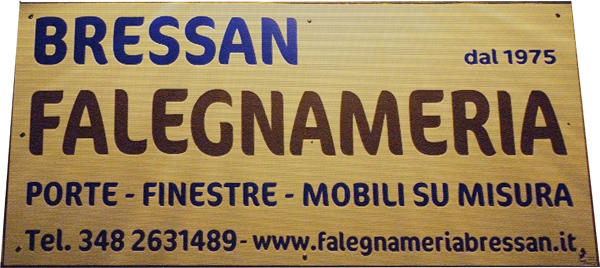 BRESSAN
dal 1975
FALEGNAMERIA
PORTE - FINESTRE - MOBILI SU MISURA
Tel. 348 2631489 - www.falegnameriabressan.it